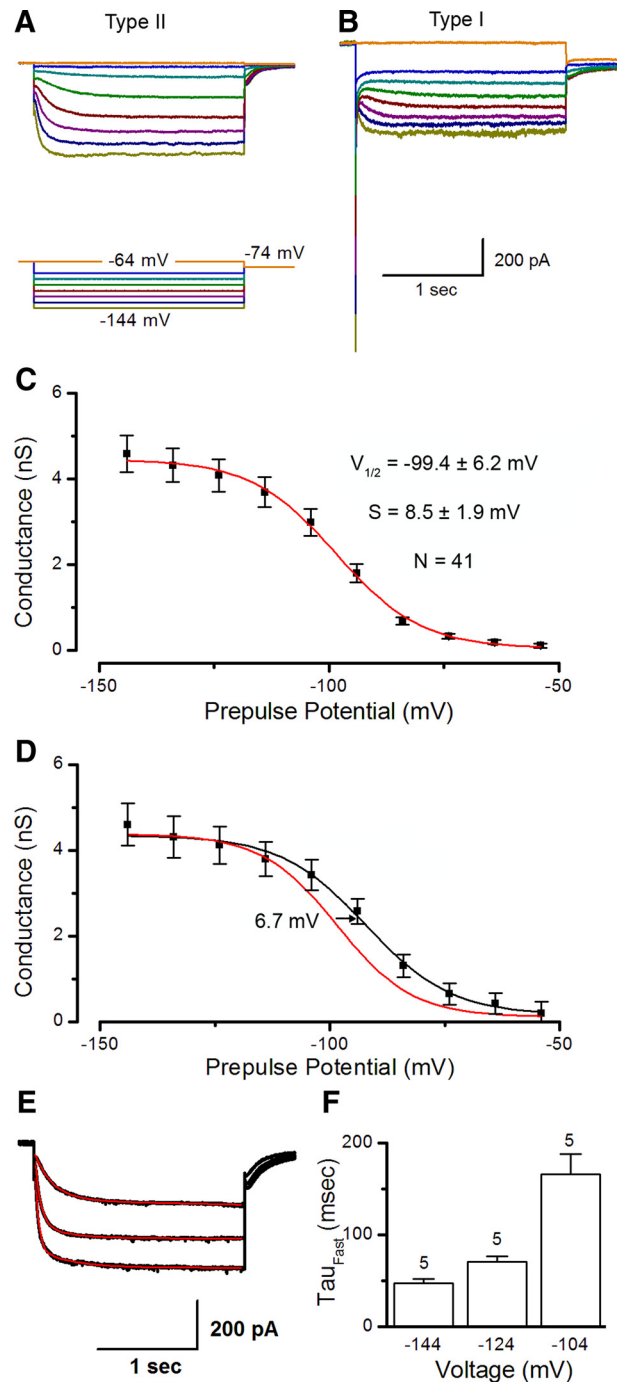 A
Type II
B
Type I
-64 mV
-74 mV
-144 mV
200 pA
1 sec
C
6
4
2
0
Conductance (nS)
V1/2 = -99.4 ± 6.2 mV
S = 8.5 ± 1.9 mV
N = 41
-150
-100
-50
Prepulse Potential (mV)
D
6
4
2
0
Conductance (nS)
6.7 mV
-150
-100
-50
Prepulse Potential (mV)
E
200 pA
1 sec
F
200
100
0
TauFast (msec)
5
5
5
-144
-124
-104
Voltage (mV)